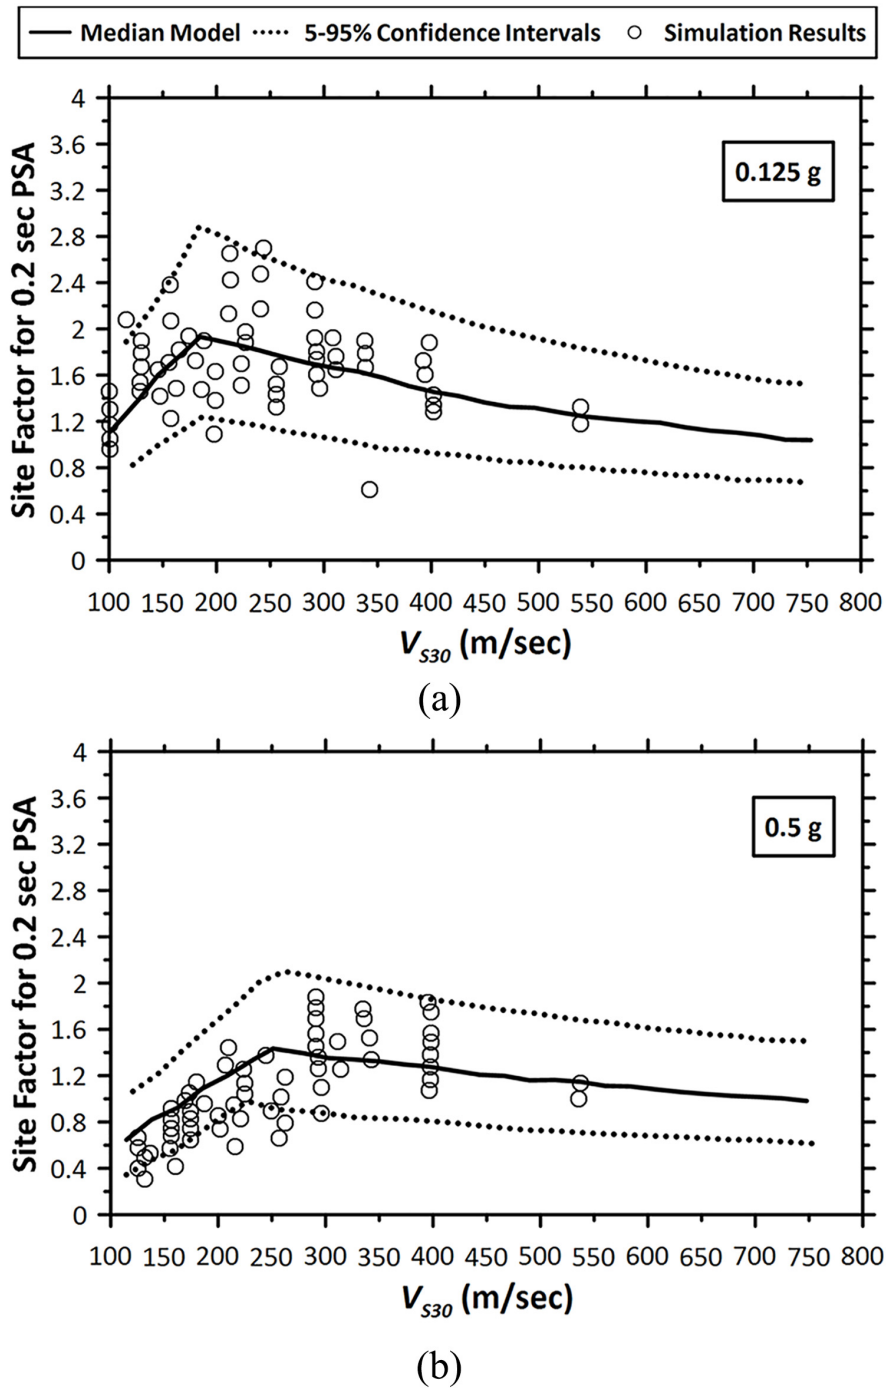 Median Model 5-95% Confidence Intervals Simulation Results
Site Factor for 0.2 sec PSA
4
3.6
3.2
2.8
2.4
2
1.6
1.2
0.8
0.4
0
0.125 g
100 150 200 250 300 350 400 450 500 550 600 650 700 750 800
VS30 (m/sec)
(a)
Site Factor for 0.2 sec PSA
4
3.6
3.2
2.8
2.4
2
1.6
1.2
0.8
0.4
0
0.5 g
100 150 200 250 300 350 400 450 500 550 600 650 700 750 800
VS30 (m/sec)
(b)